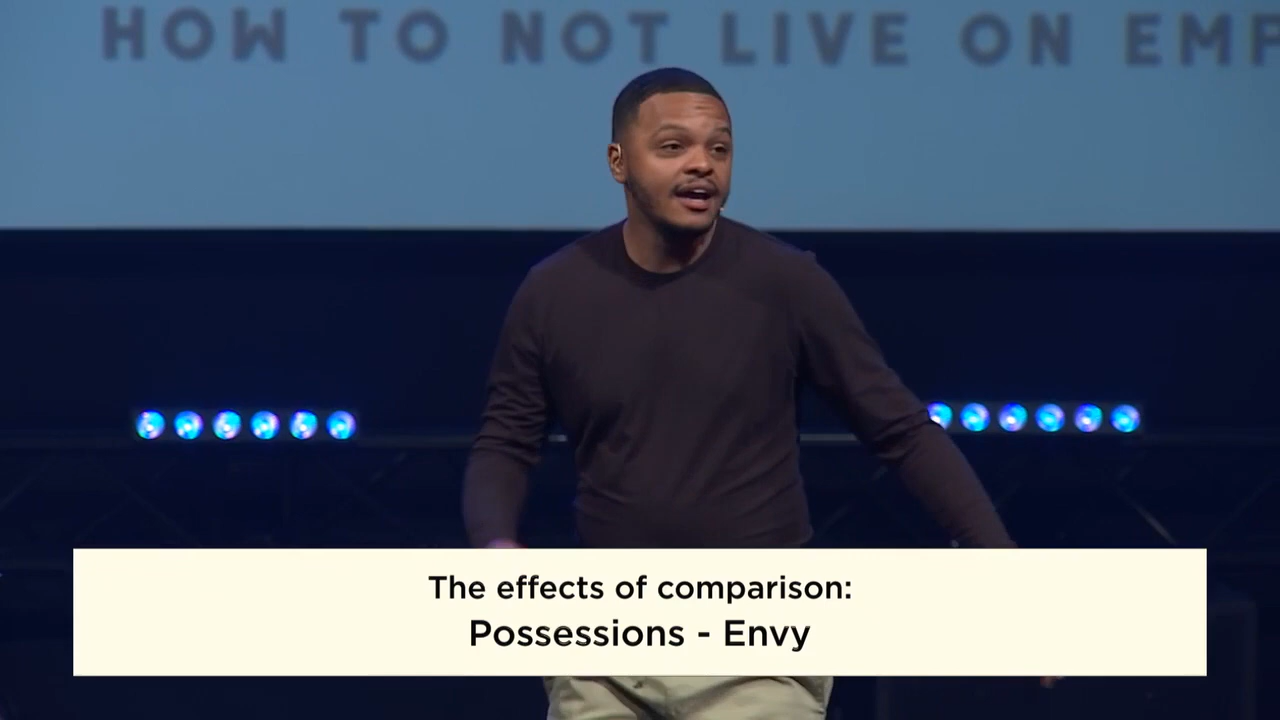 HOW TO NOT LIVE ON EMP
The effects of comparison:
Possessions - Envy